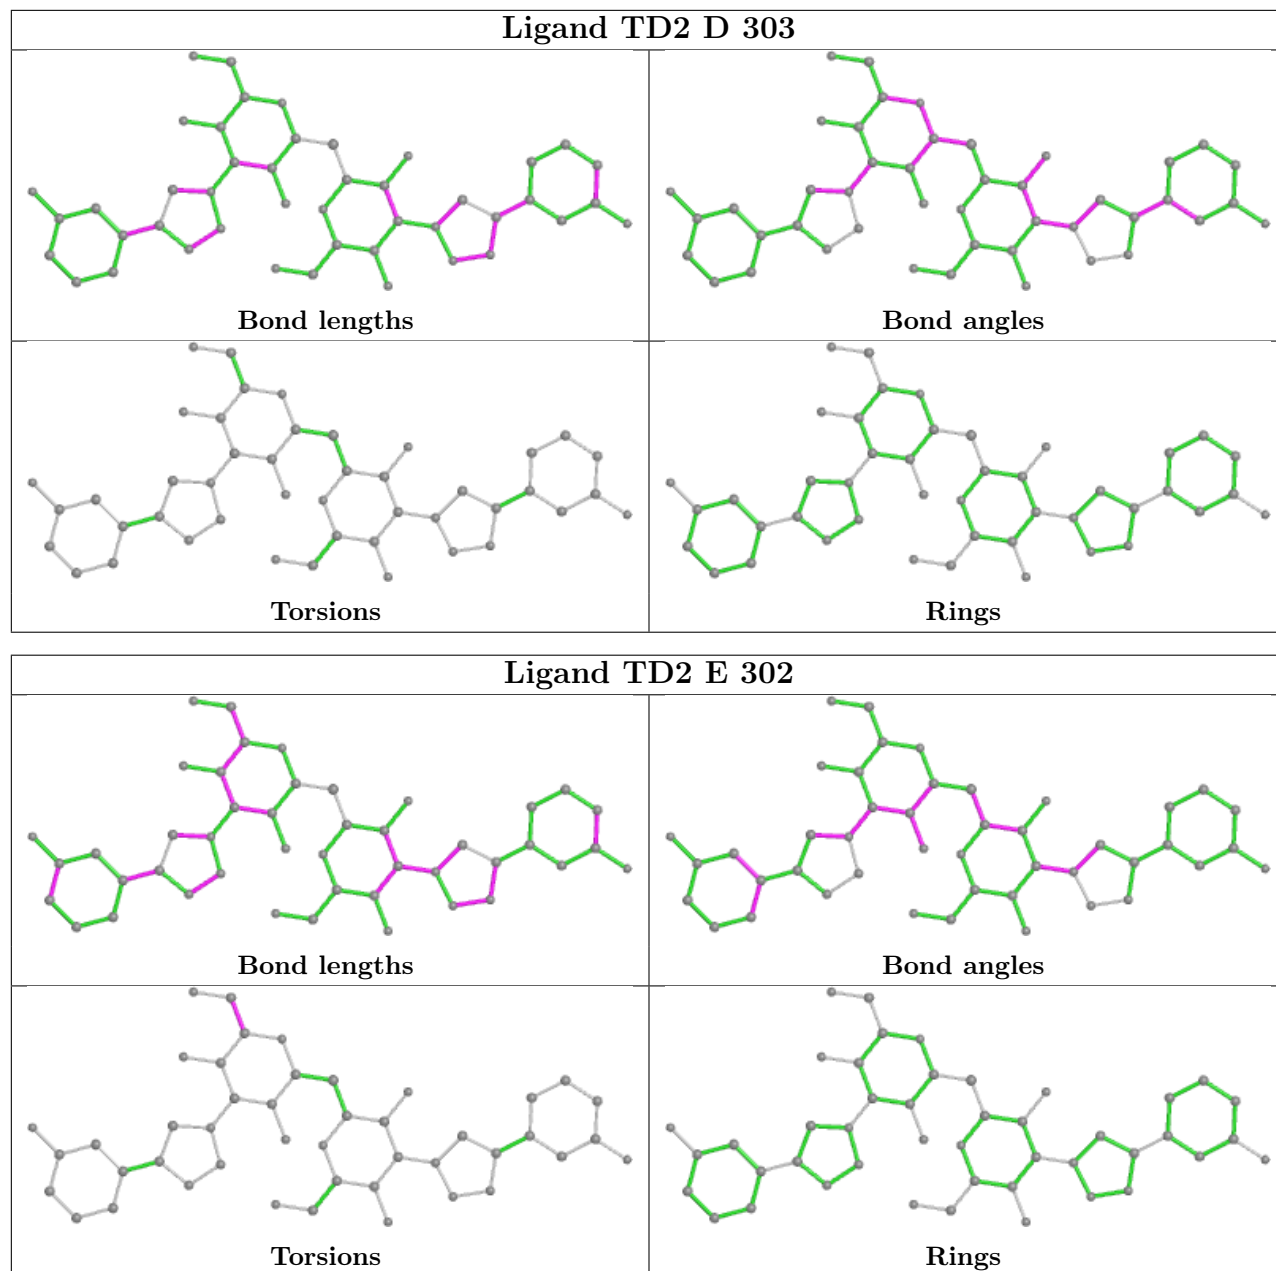 Ligand TD2 D 303
Bond lengths
Bond angles
Torsions
Rings
Ligand TD2 E 302
Bond lengths
Bond angles
Torsions
Rings